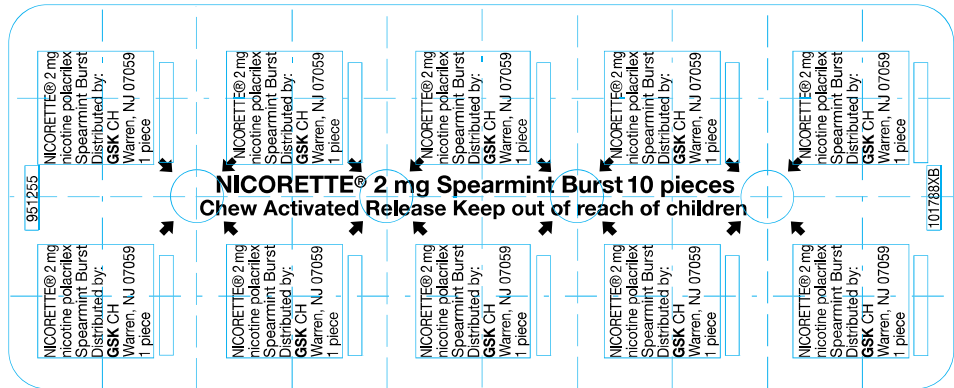 NICORETTE® 2 mg
nicotine polacrilex
Spearmint Burst
Distributed by:
GSK CH
Warren, NJ 07059
1 piece
NICORETTE® 2 mg
nicotine polacrilex
Spearmint Burst
Distributed by:
GSK CH
Warren, NJ 07059
1 piece
NICORETTE® 2 mg
nicotine polacrilex
Spearmint Burst
Distributed by:
GSK CH
Warren, NJ 07059
1 piece
NICORETTE® 2 mg
nicotine polacrilex
Spearmint Burst
Distributed by:
GSK CH
Warren, NJ 07059
1 piece
NICORETTE® 2 mg
nicotine polacrilex
Spearmint Burst
Distributed by:
GSK CH
Warren, NJ 07059
1 piece
951255
NICORETTE® 2 mg Spearmint Burst 10 pieces
Chew Activated Release Keep out of reach of children
101788XB
NICORETTE® 2 mg
nicotine polacrilex
Spearmint Burst
Distributed by:
GSK CH
Warren, NJ 07059
1 piece
NICORETTE® 2 mg
nicotine polacrilex
Spearmint Burst
Distributed by:
GSK CH
Warren, NJ 07059
1 piece
NICORETTE® 2 mg
nicotine polacrilex
Spearmint Burst
Distributed by:
GSK CH
Warren, NJ 07059
1 piece
NICORETTE® 2 mg
nicotine polacrilex
Spearmint Burst
Distributed by:
GSK CH
Warren, NJ 07059
1 piece
NICORETTE® 2 mg
nicotine polacrilex
Spearmint Burst
Distributed by:
GSK CH
Warren, NJ 07059
1 piece